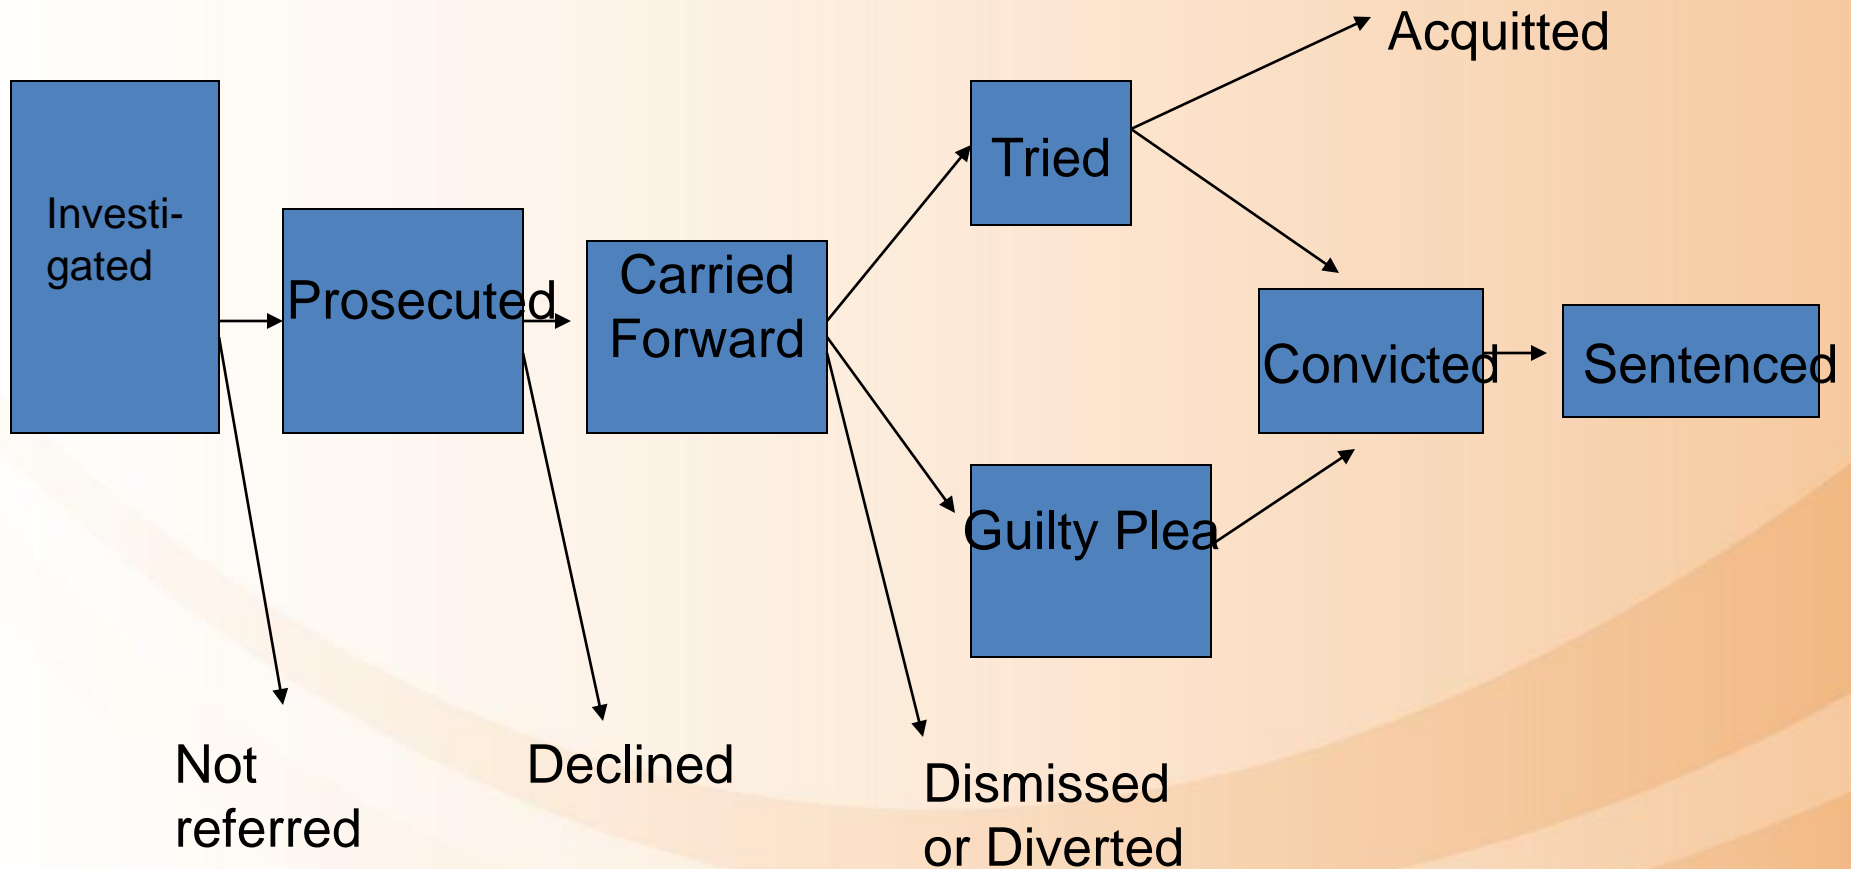 Acquitted
Investi-
gated
Prosecuted
Carried
Forward
Tried
Guilty Plea
Convicted
Sentenced
Not
referred
Declined
Dismissed
or Diverted